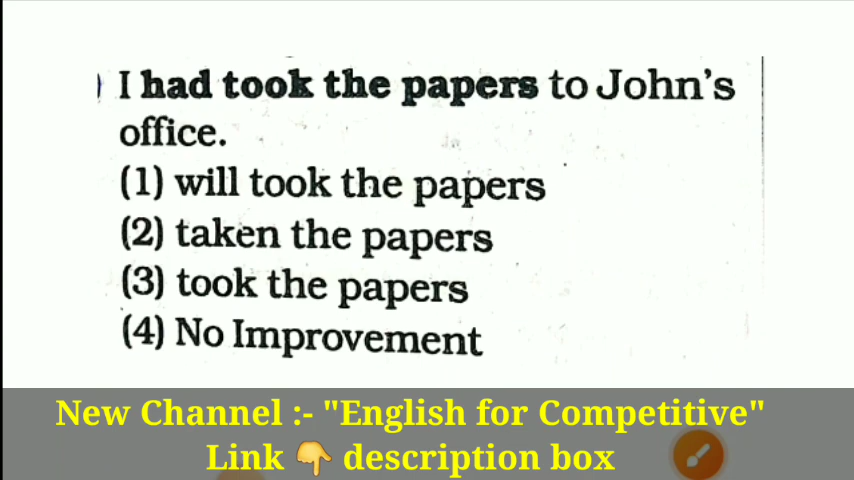 ) I had took the papers to John's
office.
(1) will took the papers
(2) taken the papers
(3) took the papers
(4) No Improvement
New Channel :- "English for Competitive"
Link 👇 description box